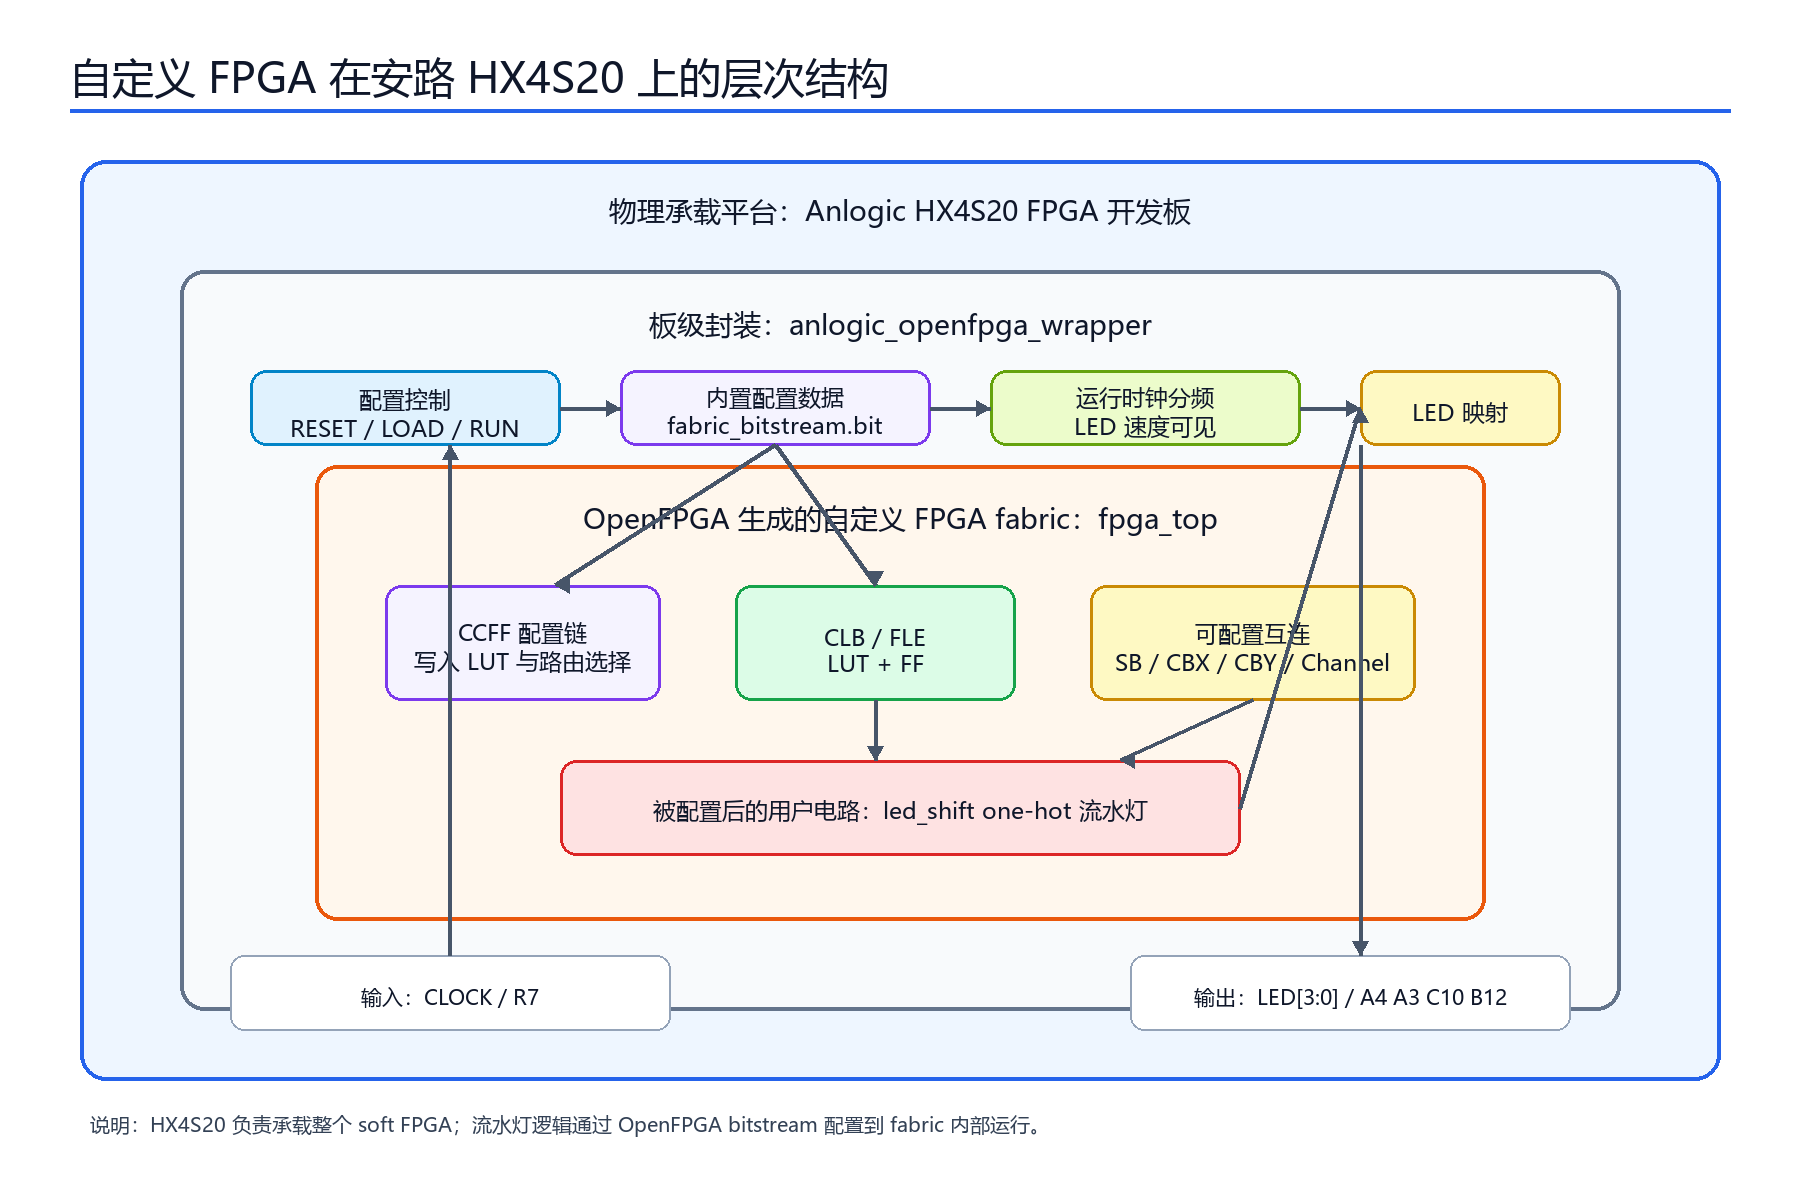 自定义 FPGA 在安路 HX4S20 上的层次结构
物理承载平台：Anlogic HX4S20 FPGA 开发板
板级封装：anlogic_openfpga_wrapper
配置控制
RESET / LOAD / RUN
内置配置数据
fabric_bitstream.bit
运行时钟分频
LED 速度可见
LED 映射
OpenFPGA 生成的自定义 FPGA fabric：fpga_top
CCFF 配置链
写入 LUT 与路由选择
CLB / FLE
LUT + FF
可配置互连
SB / CBX / CBY / Channel
被配置后的用户电路：led_shift one-hot 流水灯
输入：CLOCK / R7
输出：LED[3:0] / A4 A3 C10 B12
说明：HX4S20 负责承载整个 soft FPGA；流水灯逻辑通过 OpenFPGA bitstream 配置到 fabric 内部运行。